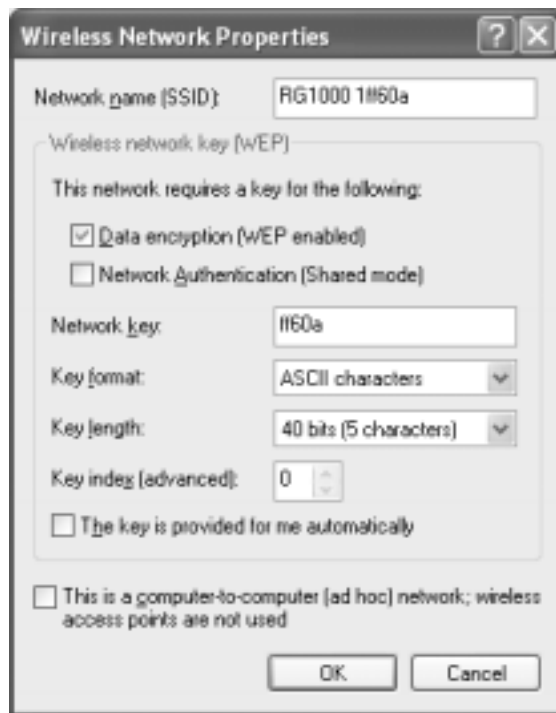 Wireless Network Properties
Network name (SSID):
RG1000 1ff60a
Wireless network key (WEP)
This network requires a key for the following:
Data encryption (WEP enabled)
Network Authentication (Shared mode)
Network key:
ff60a
Key format:
ASCII characters
Key length:
40 bits (5 characters)
Key index (advanced):
0
The key is provided for me automatically
This is a computer-to-computer (ad hoc) network; wireless
access points are not used
OK
Cancel